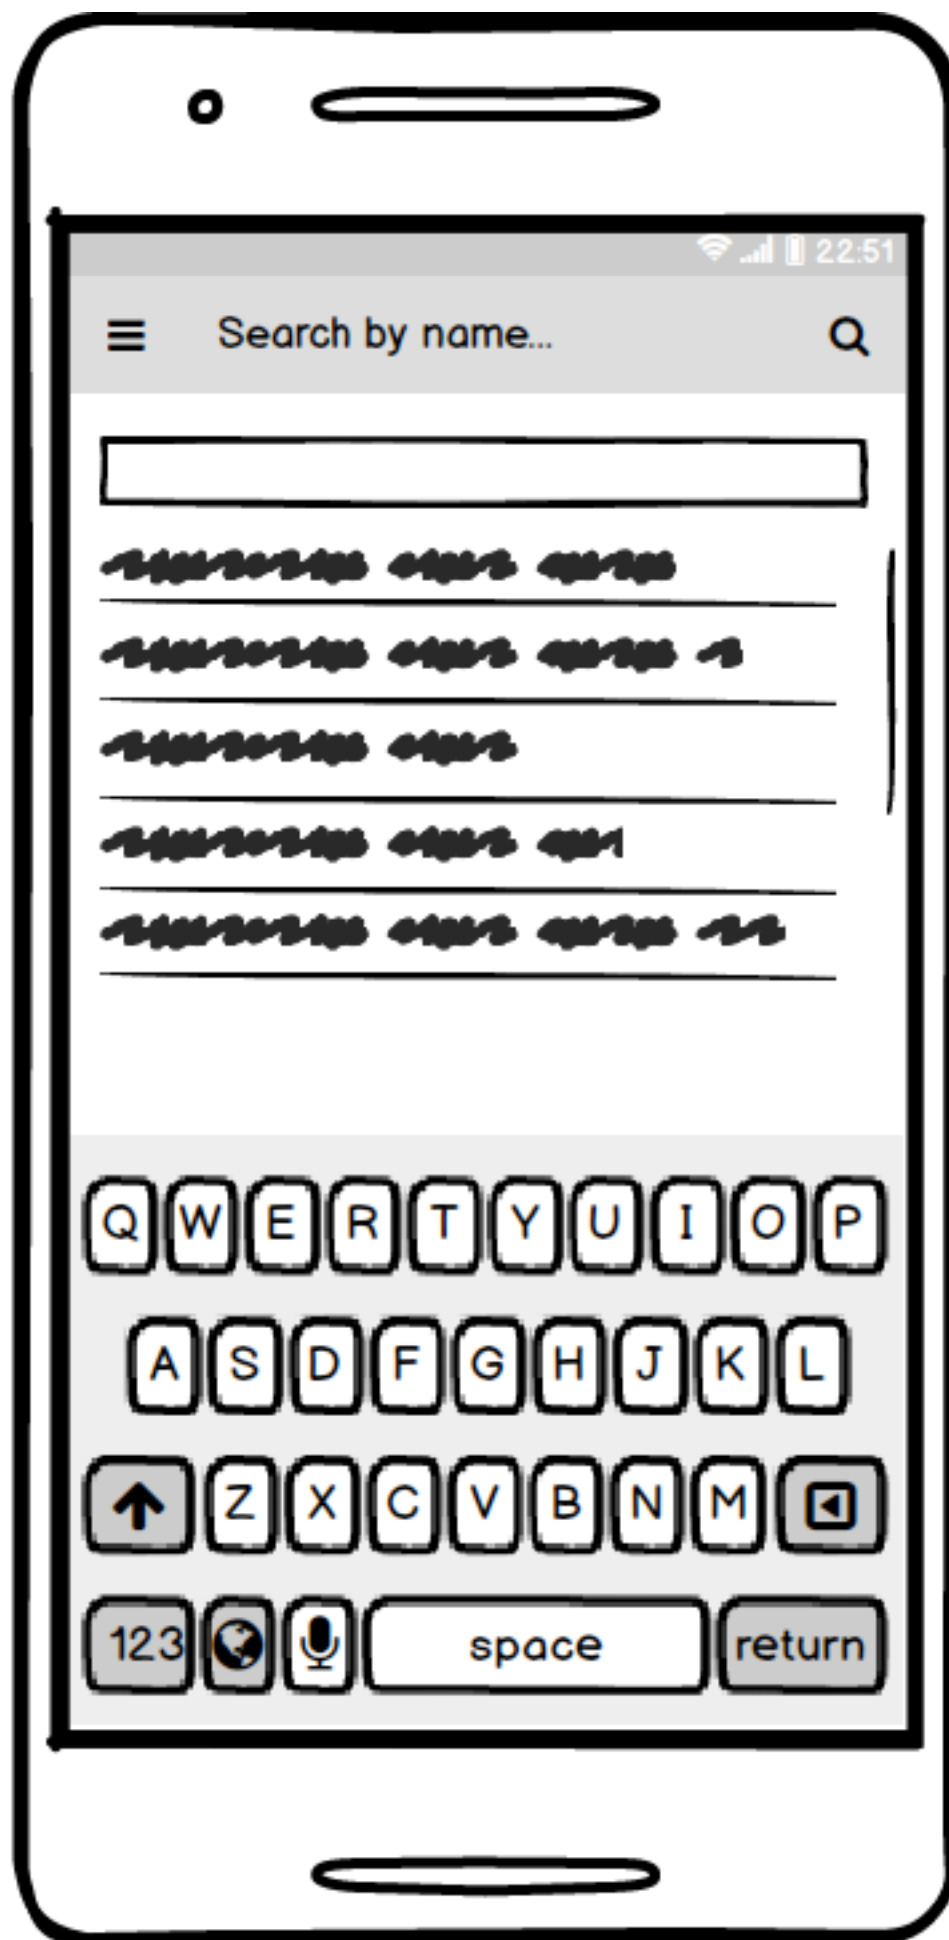 22:51
Search by name...
Q W E R T Y U I O P
A S D F G H J K L
Z X C V B N M
123 space return